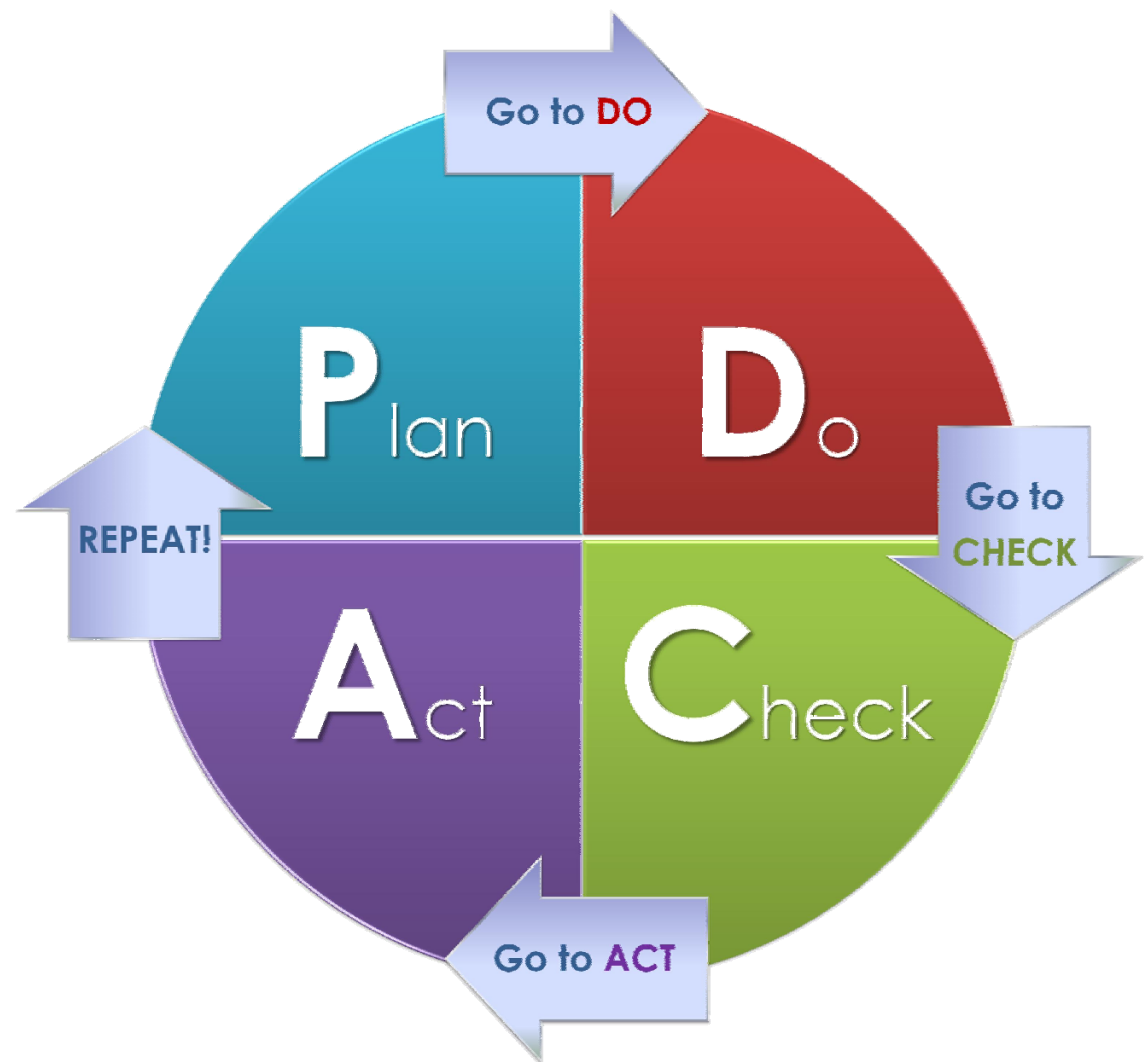 Go to DO
Plan
Do
REPEAT!
Go to
CHECK
Act
Check
Go to ACT